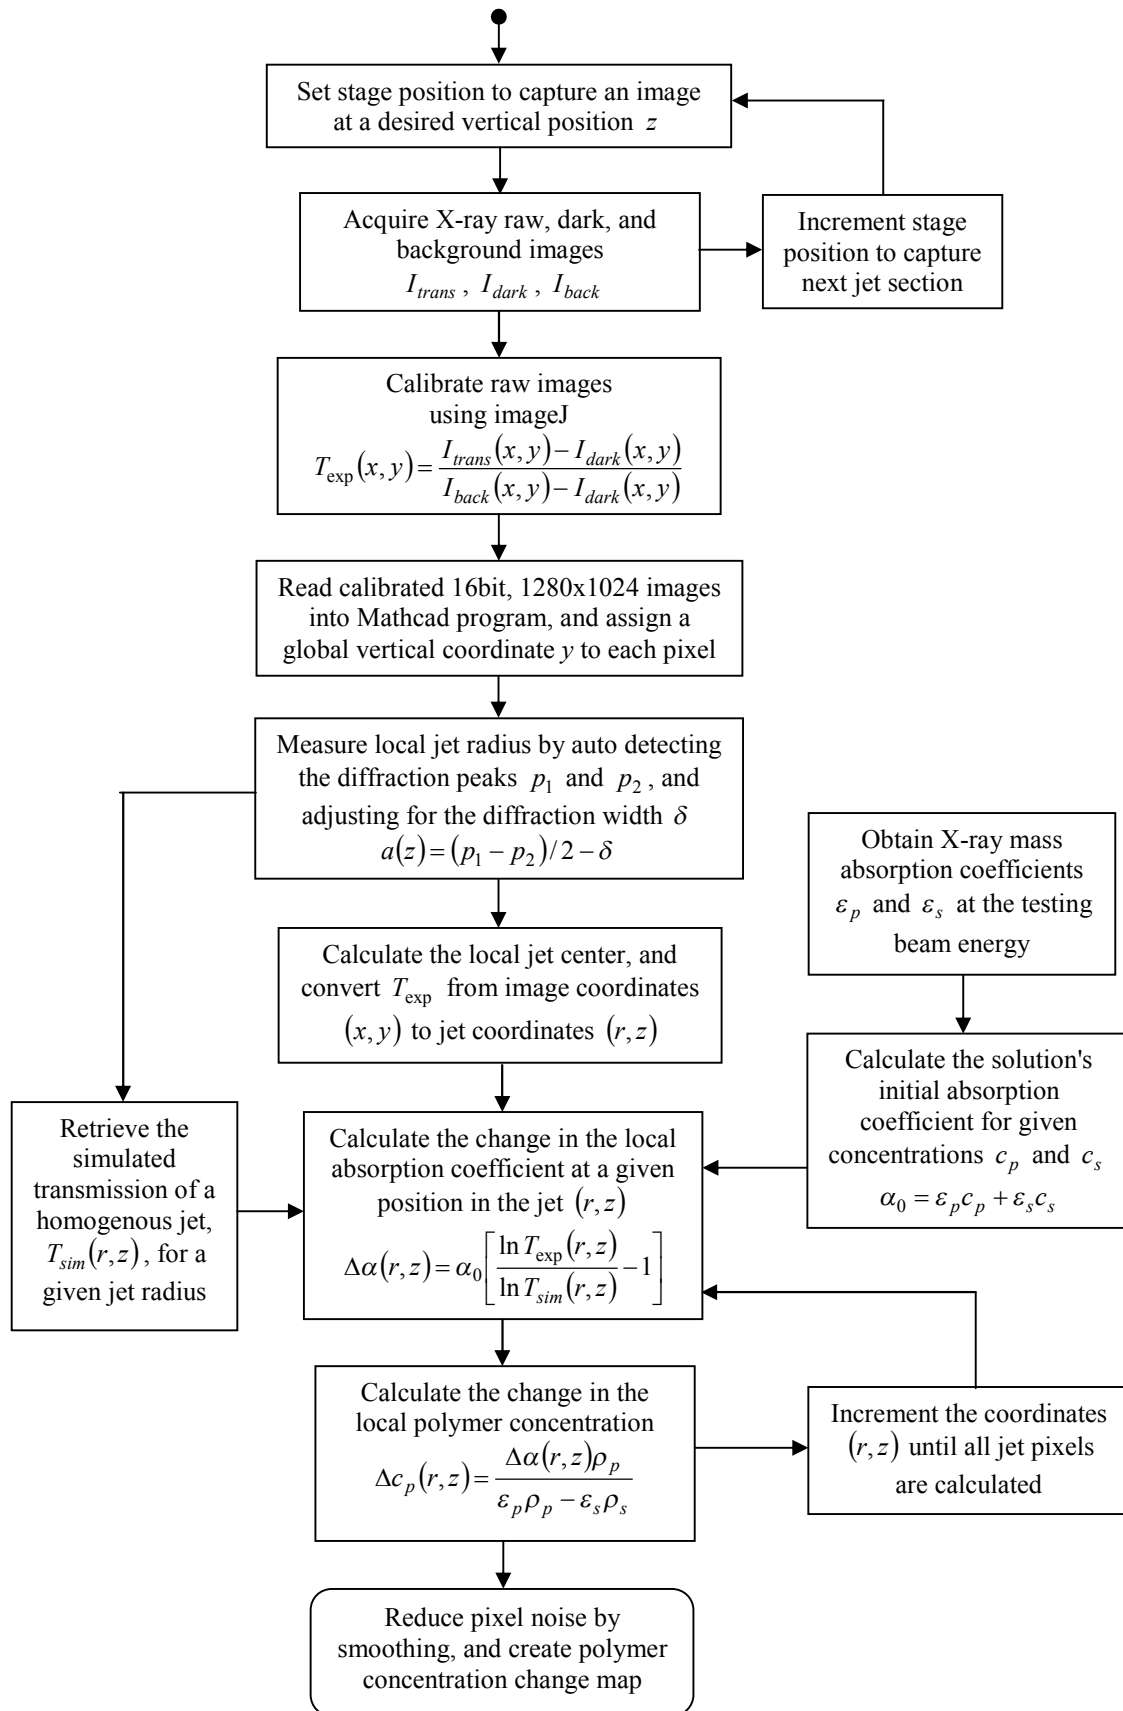 Set stage position to capture an image
at a desired vertical position z
Acquire X-ray raw, dark, and
background images
I_trans , I_dark , I_back
Increment stage
position to capture
next jet section
Calibrate raw images
using imageJ
T_exp(x, y) = (I_trans(x, y) − I_dark(x, y)) / (I_back(x, y) − I_dark(x, y))
Read calibrated 16bit, 1280x1024 images
into Mathcad program, and assign a
global vertical coordinate y to each pixel
Measure local jet radius by auto detecting
the diffraction peaks p_1 and p_2 , and
adjusting for the diffraction width δ
a(z) = (p_1 − p_2)/2 − δ
Obtain X-ray mass
absorption coefficients
ε_p and ε_s at the testing
beam energy
Calculate the local jet center, and
convert T_exp from image coordinates
(x, y) to jet coordinates (r, z)
Calculate the solution's
initial absorption
coefficient for given
concentrations c_p and c_s
α_0 = ε_p c_p + ε_s c_s
Retrieve the
simulated
transmission of a
homogenous jet,
T_sim(r, z) , for a
given jet radius
Calculate the change in the local
absorption coefficient at a given
position in the jet (r, z)
Δα(r, z) = α_0 [ln T_exp(r, z) / ln T_sim(r, z) − 1]
Calculate the change in the
local polymer concentration
Δc_p(r, z) = Δα(r, z)ρ_p / (ε_p ρ_p − ε_s ρ_s)
Increment the coordinates
(r, z) until all jet pixels
are calculated
Reduce pixel noise by
smoothing, and create polymer
concentration change map